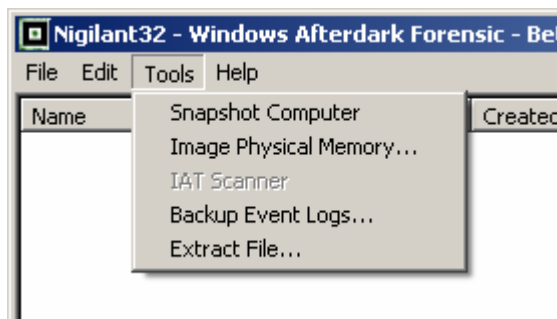 Nigilant32 - Windows Afterdark Forensic - Be
File Edit Tools Help
Name Created
Snapshot Computer
Image Physical Memory...
IAT Scanner
Backup Event Logs...
Extract File...